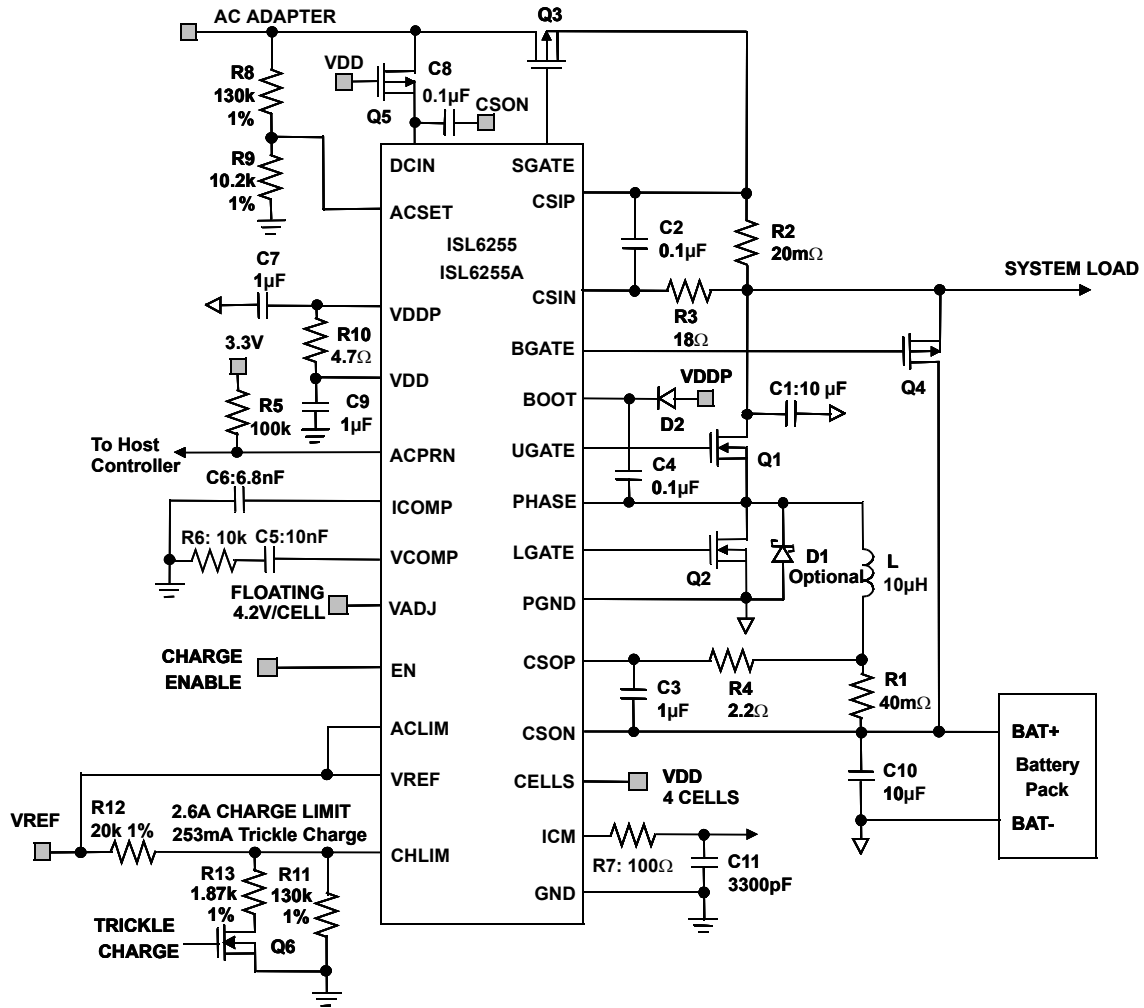 AC ADAPTER
Q3
VDD
R8
130k
1%
C8
0.1µF
CSON
Q5
R9
10.2k
1%
DCIN
SGATE
CSIP
ACSET
ISL6255
ISL6255A
C2
0.1µF
R2
20mΩ
C7
1µF
CSIN
SYSTEM LOAD
VDDP
R3
18Ω
R10
4.7Ω
3.3V
BGATE
Q4
VDD
VDDP
C1:10 µF
BOOT
D2
R5
100k
C9
1µF
To Host
Controller
ACPRN
UGATE
Q1
C4
0.1µF
C6:6.8nF
ICOMP
PHASE
R6: 10k
C5:10nF
VCOMP
LGATE
Q2
D1
Optional
L
10µH
FLOATING
4.2V/CELL
VADJ
PGND
CHARGE
ENABLE
EN
CSOP
C3
1µF
R4
2.2Ω
R1
40mΩ
ACLIM
CSON
BAT+
VREF
CELLS
VDD
4 CELLS
C10
10µF
Battery
Pack
VREF
R12
20k 1%
2.6A CHARGE LIMIT
253mA Trickle Charge
BAT-
CHLIM
ICM
R7: 100Ω
C11
3300pF
R13
1.87k
1%
R11
130k
1%
GND
TRICKLE
CHARGE
Q6